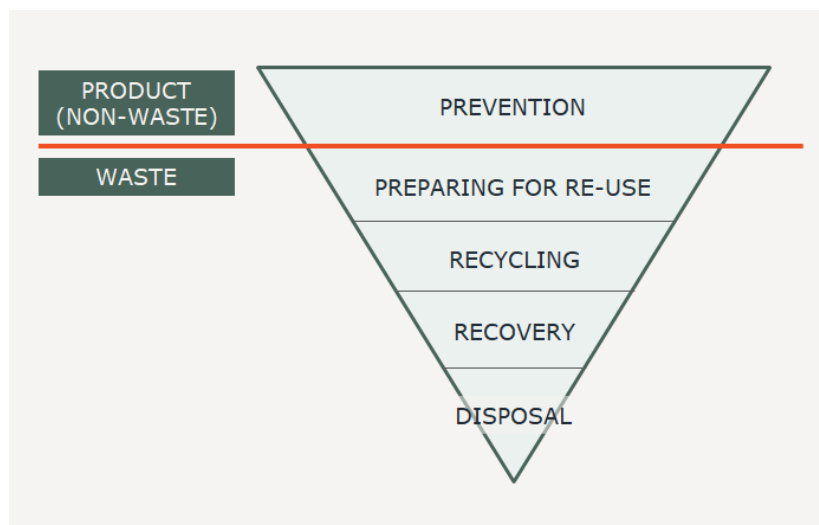 PRODUCT
(NON-WASTE)
PREVENTION
WASTE
PREPARING FOR RE-USE
RECYCLING
RECOVERY
DISPOSAL